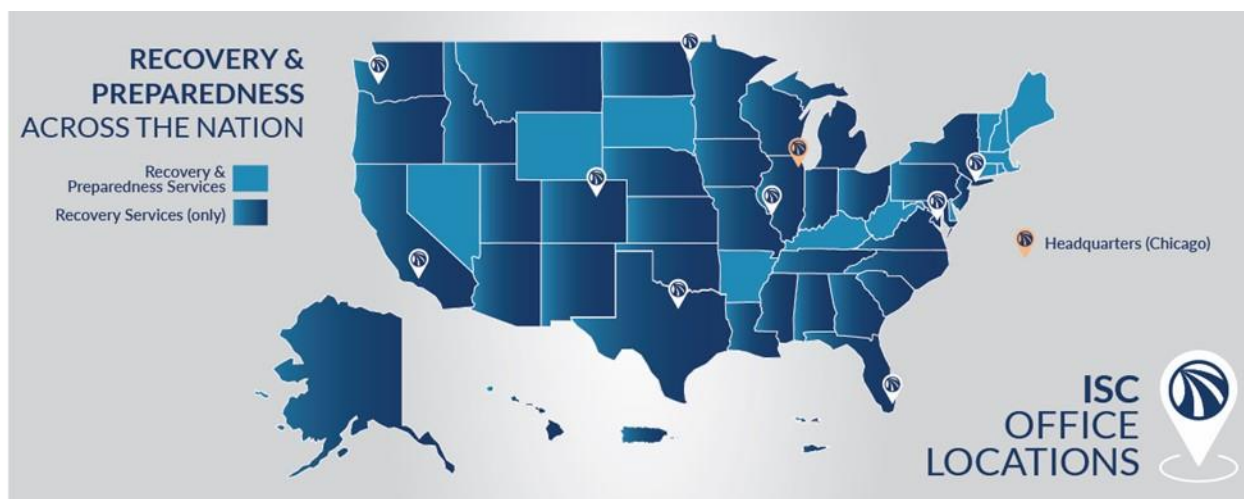 RECOVERY &
PREPAREDNESS
ACROSS THE NATION
Recovery &
Preparedness Services
Recovery Services (only)
Headquarters (Chicago)
ISC
OFFICE
LOCATIONS